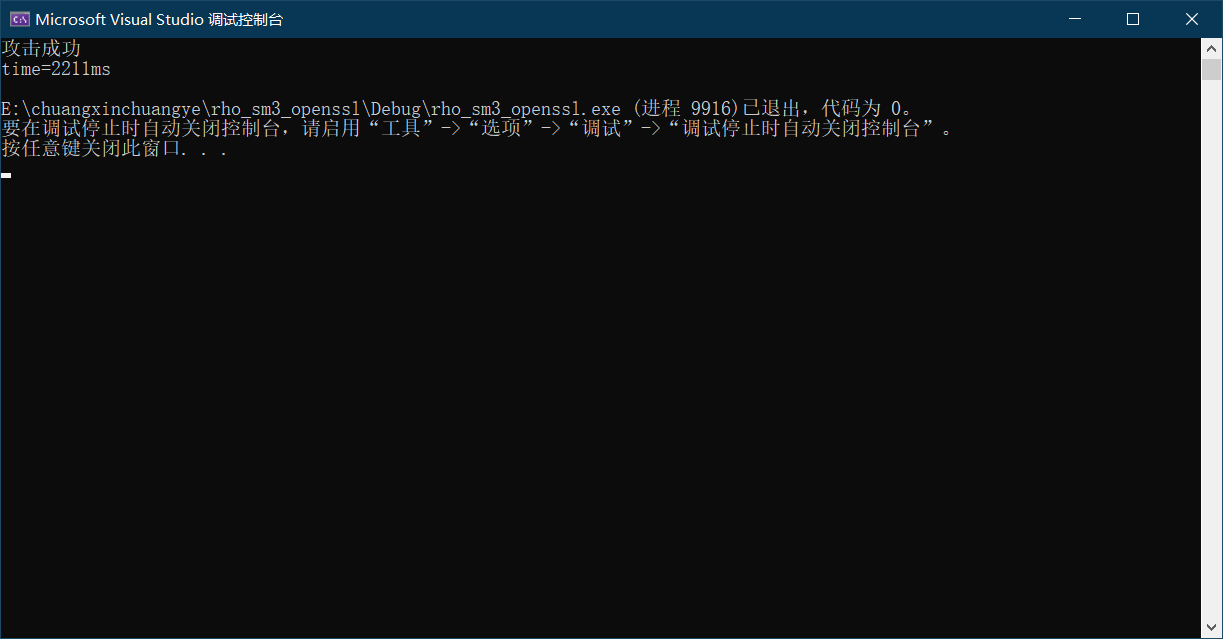 Microsoft Visual Studio 调试控制台
攻击成功
time=2211ms
E:\chuangxinchuangye\rho_sm3_openssl\Debug\rho_sm3_openssl.exe (进程 9916)已退出，代码为 0。
要在调试停止时自动关闭控制台，请启用“工具”->“选项”->“调试”->“调试停止时自动关闭控制台”。
按任意键关闭此窗口. . .